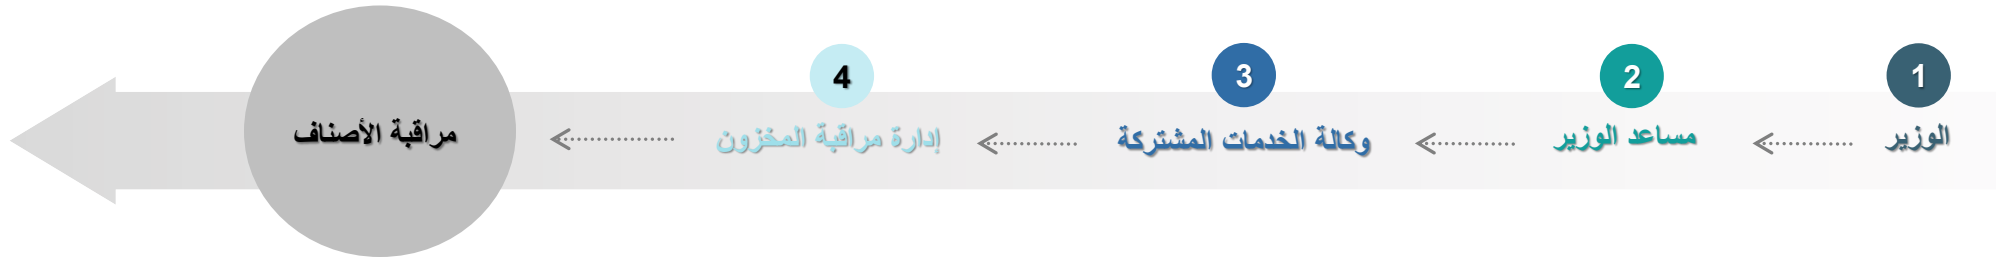 1
الوزير
2
مساعد الوزير
3
وكالة الخدمات المشتركة
4
إدارة مراقبة المخزون
مراقبة الأصناف